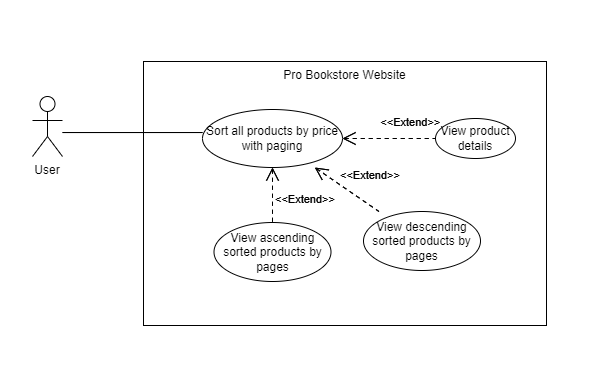 Pro Bookstore Website
Sort all products by price
with paging
<<Extend>>
View product
details
User
<<Extend>>
<<Extend>>
View ascending
sorted products by
pages
View descending
sorted products by
pages